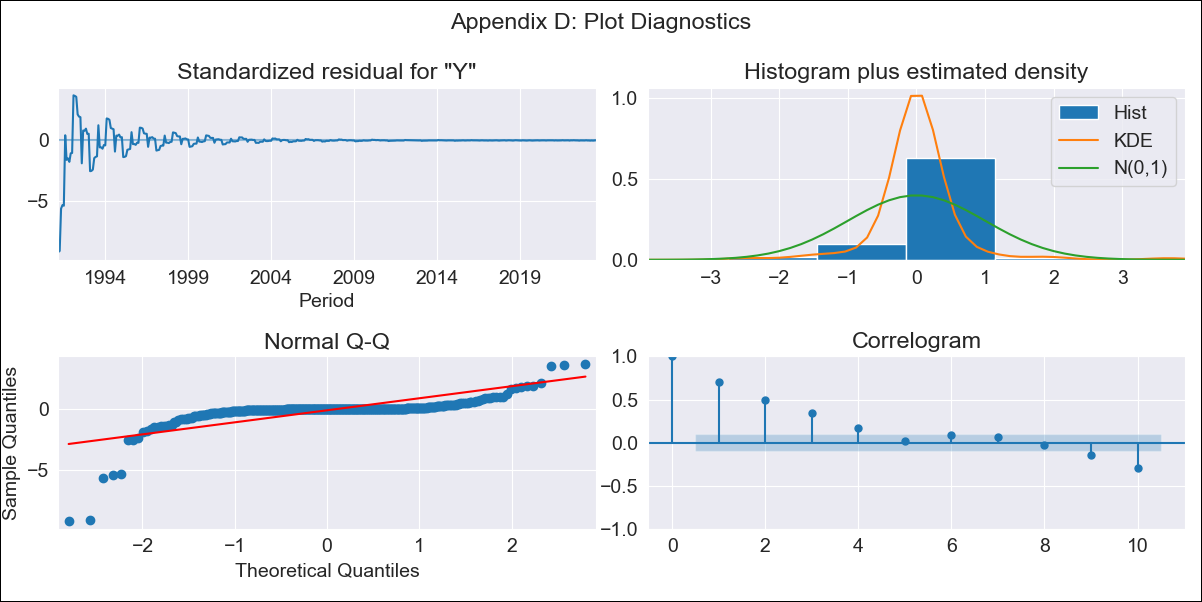 Appendix D: Plot Diagnostics
Standardized residual for "Y"
0
−5
1994 1999 2004 2009 2014 2019
Period
Histogram plus estimated density
1.0
0.5
0.0
−3 −2 −1 0 1 2 3
Hist
KDE
N(0,1)
Normal Q-Q
Sample Quantiles
0
−5
−2 −1 0 1 2
Theoretical Quantiles
Correlogram
1.0
0.5
0.0
−0.5
−1.0
0 2 4 6 8 10